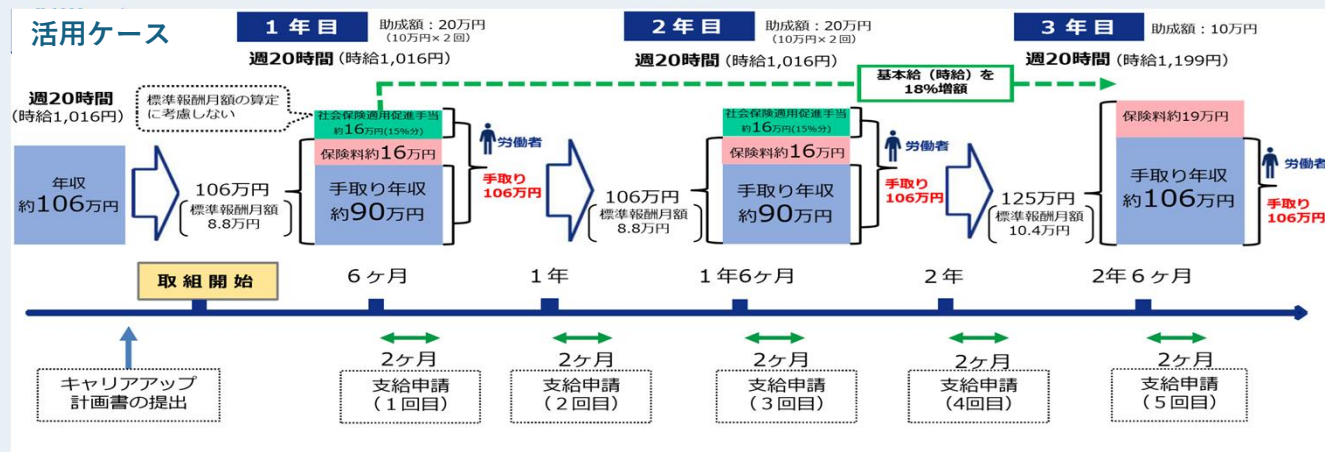 活用ケース
1年目
助成額:20万円
(10万円×2回)
週20時間(時給1,016円)
2年目
助成額:20万円
(10万円×2回)
週20時間(時給1,016円)
3年目
助成額:10万円
週20時間(時給1,199円)
基本給(時給)を
18%増額
週20時間
(時給1,016円)
年収
約106万円
標準報酬月額の算定
に考慮しない
106万円
標準報酬月額
8.8万円
社会保険適用促進手当
約16万円(15%分)
保険料約16万円
手取り年収
約90万円
労働者
手取り
106万円
106万円
標準報酬月額
8.8万円
社会保険適用促進手当
約16万円(15%分)
保険料約16万円
手取り年収
約90万円
労働者
手取り
106万円
125万円
標準報酬月額
10.4万円
保険料約19万円
手取り年収
約106万円
労働者
手取り
106万円
取組開始
6ヶ月
1年
1年6ヶ月
2年
2年6ヶ月
キャリアアップ
計画書の提出
2ヶ月
支給申請
(1回目)
2ヶ月
支給申請
(2回目)
2ヶ月
支給申請
(3回目)
2ヶ月
支給申請
(4回目)
2ヶ月
支給申請
(5回目)